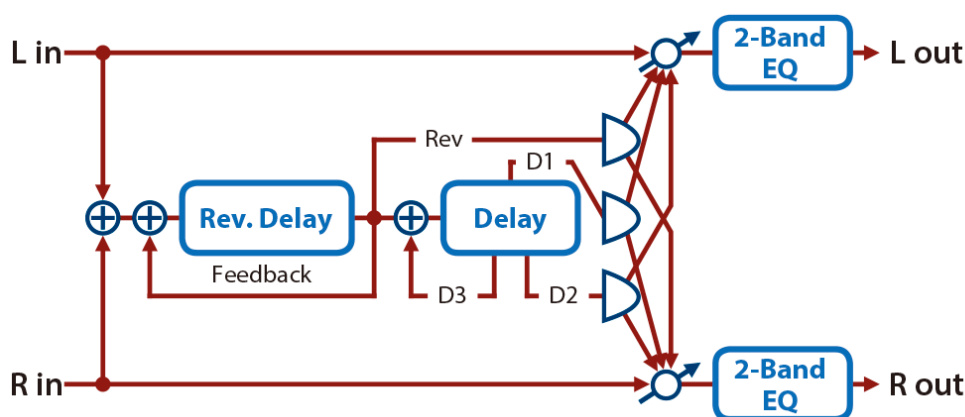 L in
2-Band
EQ
L out
Rev
D1
Rev. Delay
Delay
Feedback
D3
D2
R in
2-Band
EQ
R out